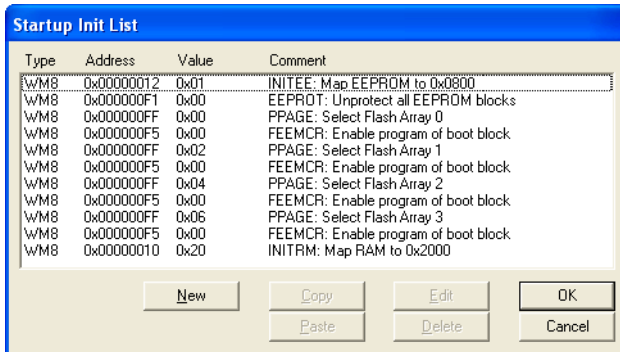 Startup Init List
Type Address Value Comment
WM8 0x00000012 0x01 INITEE: Map EEPROM to 0x0800
WM8 0x000000F1 0x00 EEPROT: Unprotect all EEPROM blocks
WM8 0x000000FF 0x00 PPAGE: Select Flash Array 0
WM8 0x000000F5 0x00 FEEMCR: Enable program of boot block
WM8 0x000000FF 0x02 PPAGE: Select Flash Array 1
WM8 0x000000F5 0x00 FEEMCR: Enable program of boot block
WM8 0x000000FF 0x04 PPAGE: Select Flash Array 2
WM8 0x000000F5 0x00 FEEMCR: Enable program of boot block
WM8 0x000000FF 0x06 PPAGE: Select Flash Array 3
WM8 0x000000F5 0x00 FEEMCR: Enable program of boot block
WM8 0x00000010 0x20 INITRM: Map RAM to 0x2000
New Copy Edit OK
Paste Delete Cancel